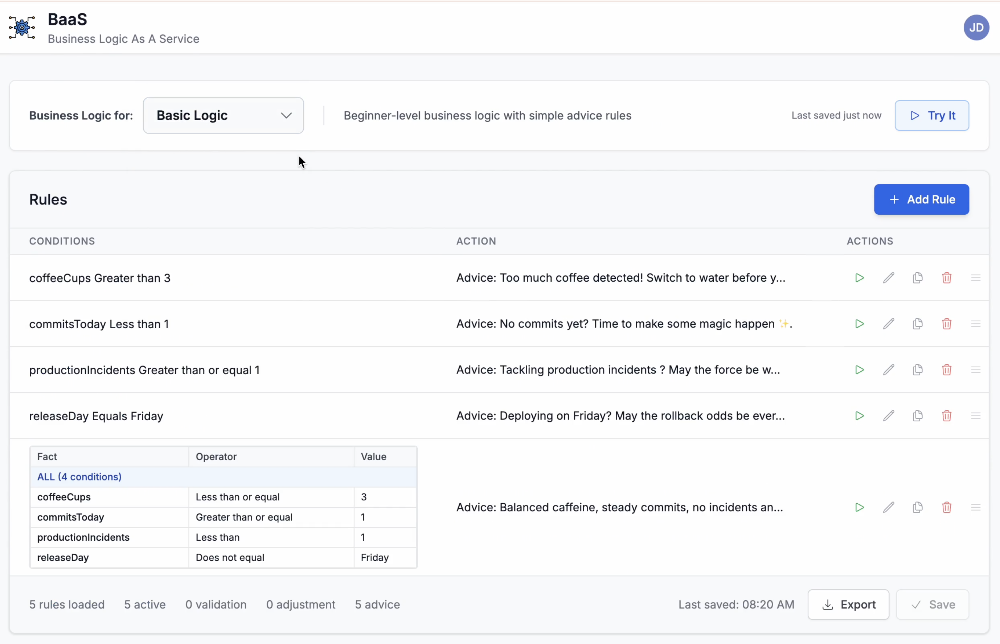 BaaS
Business Logic As A Service
JD
Business Logic for:
Basic Logic
Beginner-level business logic with simple advice rules
Last saved just now
Try It
Rules
Add Rule
CONDITIONS ACTION ACTIONS
coffeeCups Greater than 3 Advice: Too much coffee detected! Switch to water before y...
commitsToday Less than 1 Advice: No commits yet? Time to make some magic happen ✨.
productionIncidents Greater than or equal 1 Advice: Tackling production incidents ? May the force be w...
releaseDay Equals Friday Advice: Deploying on Friday? May the rollback odds be ever...
Fact Operator Value
ALL (4 conditions)
coffeeCups Less than or equal 3
commitsToday Greater than or equal 1
productionIncidents Less than 1
releaseDay Does not equal Friday
Advice: Balanced caffeine, steady commits, no incidents an...
5 rules loaded 5 active 0 validation 0 adjustment 5 advice
Last saved: 08:20 AM
Export
Save